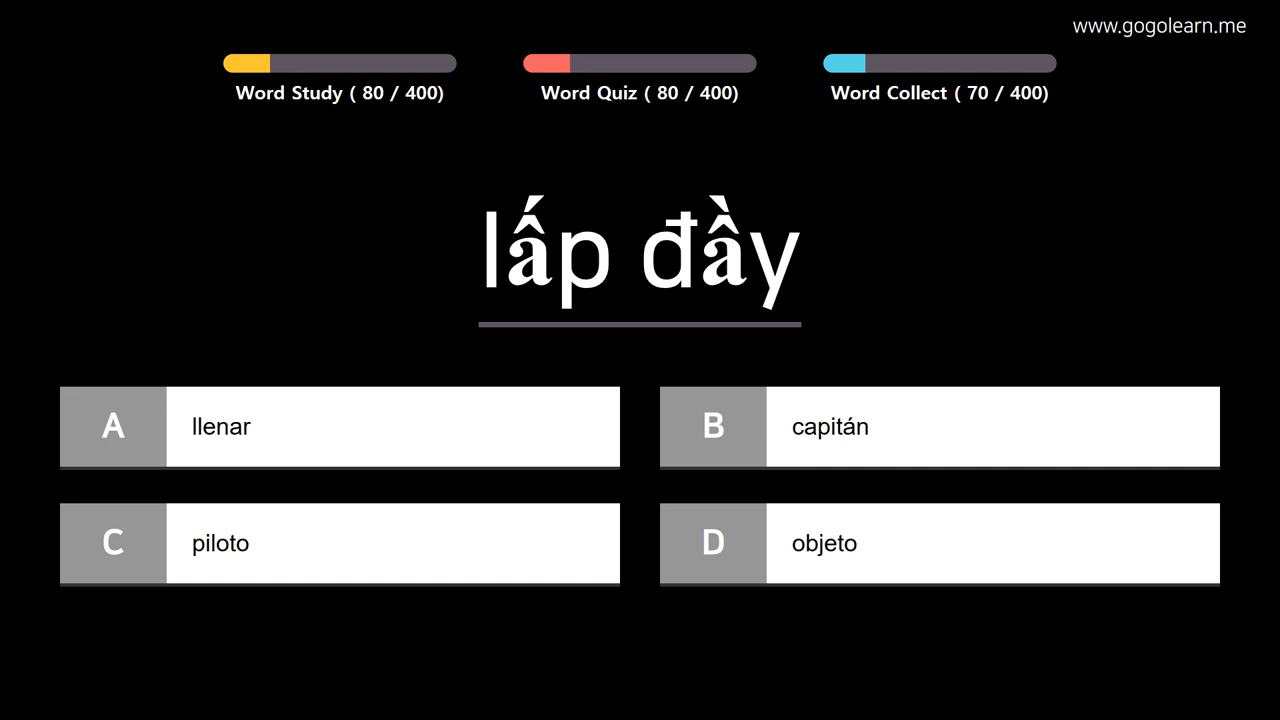 www.gogolearn.me
Word Study ( 80 / 400)
Word Quiz ( 80 / 400)
Word Collect ( 70 / 400)
lấp đầy
A llenar
B capitán
C piloto
D objeto